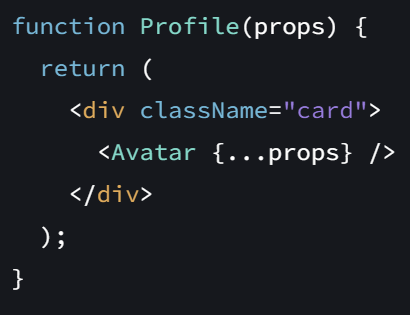 function Profile(props) {
  return (
    <div className="card">
      <Avatar {...props} />
    </div>
  );
}